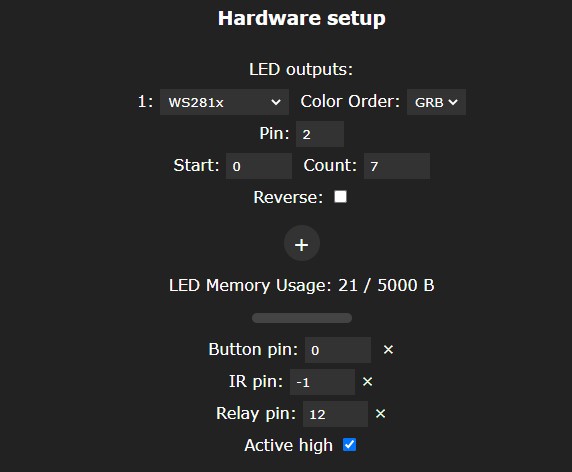 Hardware setup
LED outputs:
1: WS281x Color Order: GRB
Pin: 2
Start: 0 Count: 7
Reverse:
+
LED Memory Usage: 21 / 5000 B
Button pin: 0 ×
IR pin: -1 ×
Relay pin: 12 ×
Active high